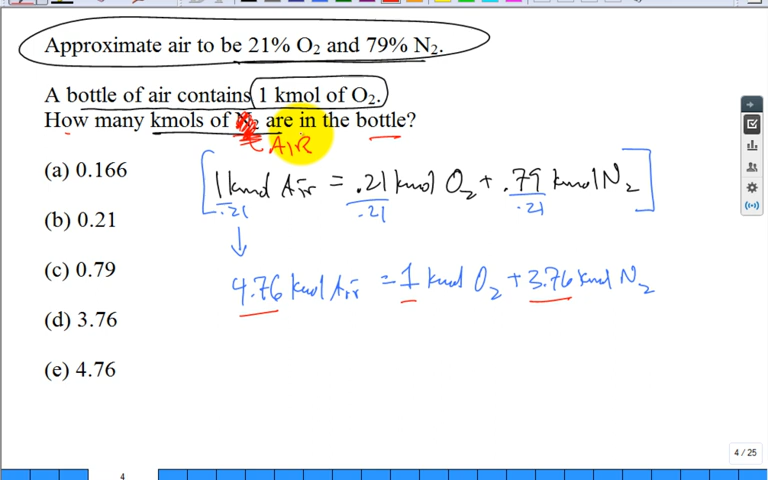 Approximate air to be 21% O₂ and 79% N₂.
A bottle of air contains 1 kmol of O₂.
How many kmols of N₂ are in the bottle?
AIR
(a) 0.166
1 kmol Air = .21 kmol O₂ + .79 kmol N₂
.21 .21 .21
(b) 0.21
(c) 0.79
4.76 kmol Air = 1 kmol O₂ + 3.76 kmol N₂
(d) 3.76
(e) 4.76
4 / 25
4